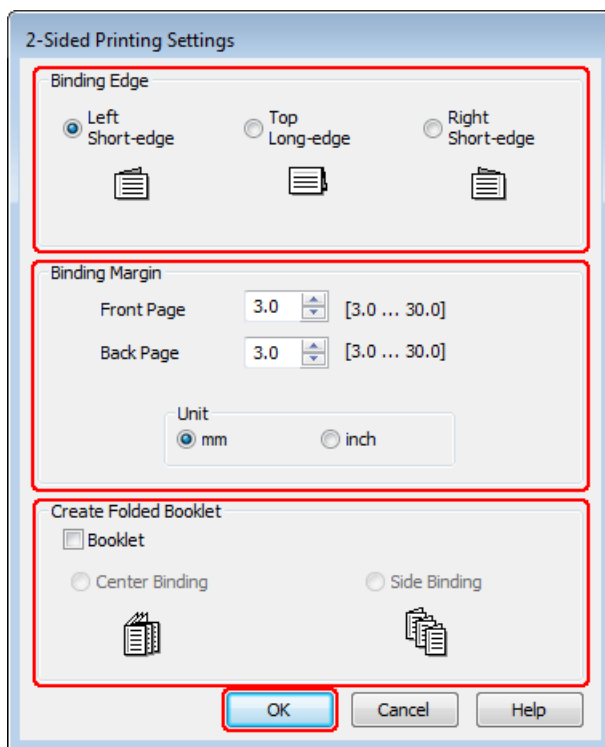 2-Sided Printing Settings
Binding Edge
Left Top Right
Short-edge Long-edge Short-edge
Binding Margin
Front Page 3.0 [3.0 ... 30.0]
Back Page 3.0 [3.0 ... 30.0]
Unit
mm inch
Create Folded Booklet
Booklet
Center Binding Side Binding
OK Cancel Help